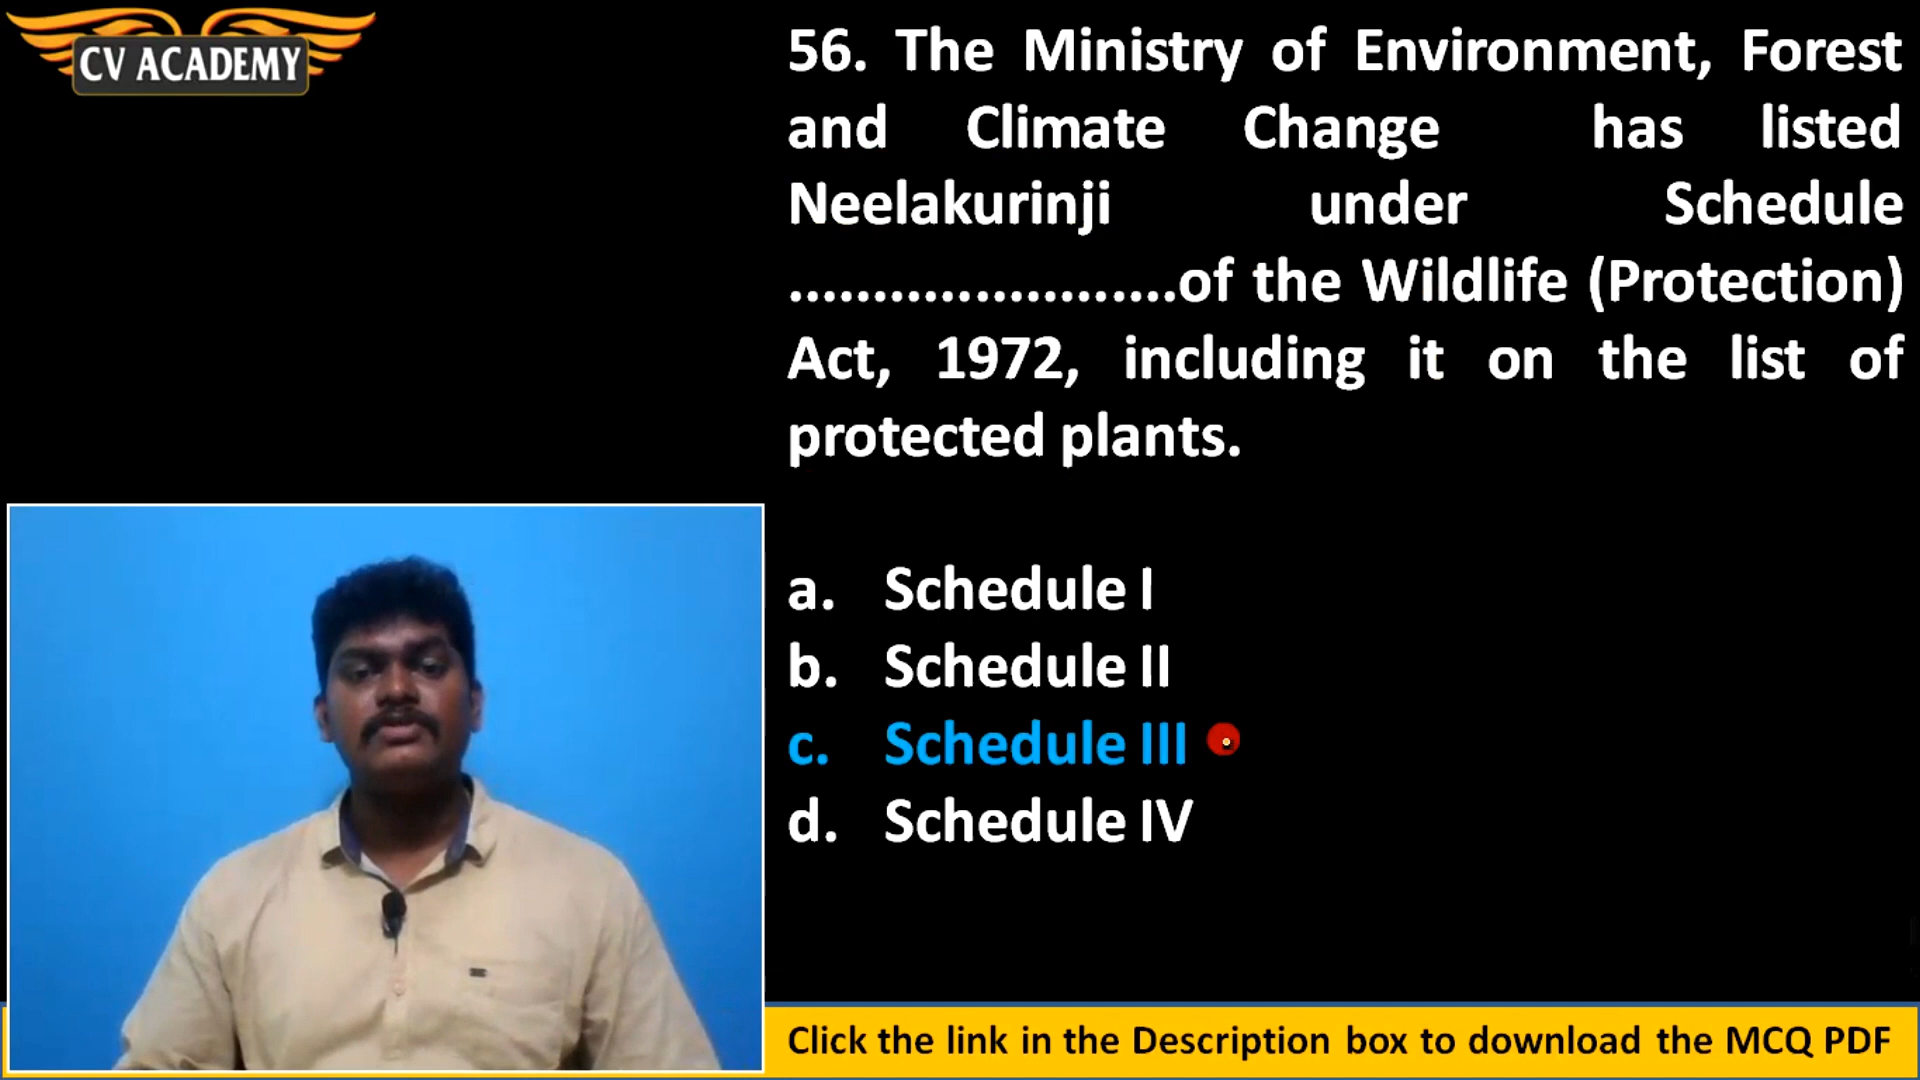 CV ACADEMY
56. The Ministry of Environment, Forest
and Climate Change has listed
Neelakurinji under Schedule
.......................of the Wildlife (Protection)
Act, 1972, including it on the list of
protected plants.
a. Schedule I
b. Schedule II
c. Schedule III
d. Schedule IV
Click the link in the Description box to download the MCQ PDF